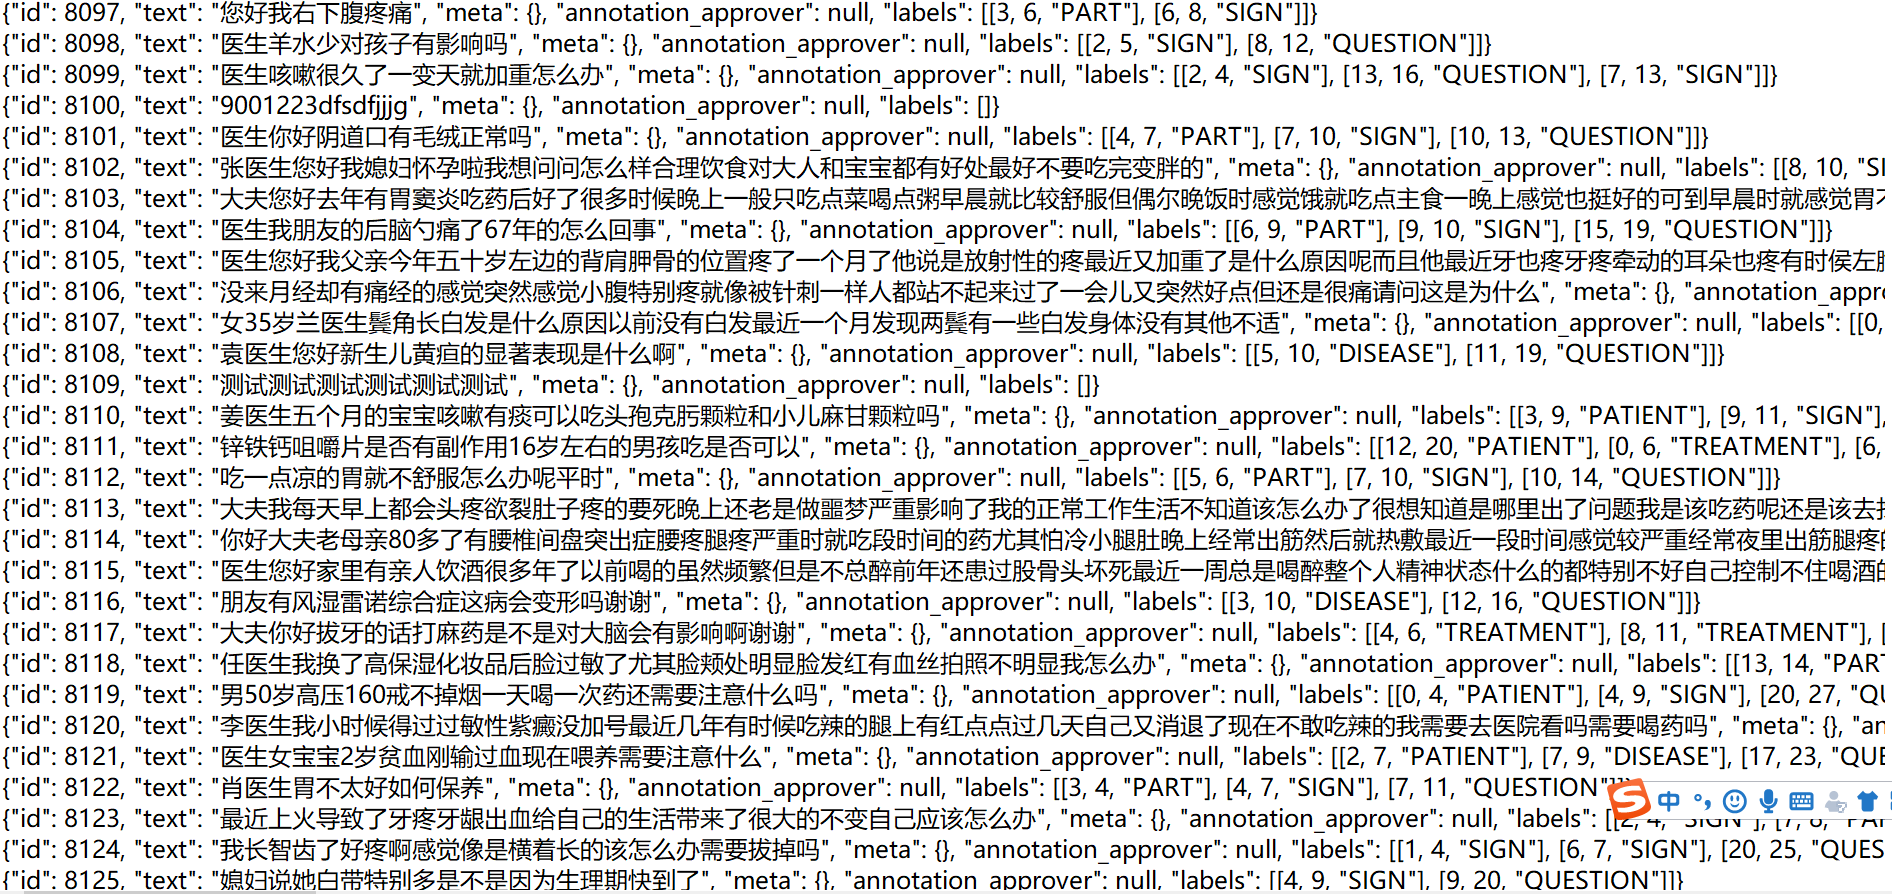 {"id": 8097, "text": "您好我右下腹疼痛", "meta": {}, "annotation_approver": null, "labels": [[3, 6, "PART"], [6, 8, "SIGN"]]}
{"id": 8098, "text": "医生羊水少对孩子有影响吗", "meta": {}, "annotation_approver": null, "labels": [[2, 5, "SIGN"], [8, 12, "QUESTION"]]}
{"id": 8099, "text": "医生咳嗽很久了一变天就加重怎么办", "meta": {}, "annotation_approver": null, "labels": [[2, 4, "SIGN"], [13, 16, "QUESTION"], [7, 13, "SIGN"]]}
{"id": 8100, "text": "9001223dfsdfjjjg", "meta": {}, "annotation_approver": null, "labels": []}
{"id": 8101, "text": "医生你好阴道口有毛绒正常吗", "meta": {}, "annotation_approver": null, "labels": [[4, 7, "PART"], [7, 10, "SIGN"], [10, 13, "QUESTION"]]}
{"id": 8102, "text": "张医生您好我媳妇怀孕啦我想问问怎么样合理饮食对大人和宝宝都有好处最好不要吃完变胖的", "meta": {}, "annotation_approver": null, "labels": [[8, 10, "SI
{"id": 8103, "text": "大夫您好去年有胃窦炎吃药后好了很多时候晚上一般只吃点菜喝点粥早晨就比较舒服但偶尔晚饭时感觉饿就吃点主食一晚上感觉也挺好的可到早晨时就感觉胃不
{"id": 8104, "text": "医生我朋友的后脑勺痛了67年的怎么回事", "meta": {}, "annotation_approver": null, "labels": [[6, 9, "PART"], [9, 10, "SIGN"], [15, 19, "QUESTION"]]}
{"id": 8105, "text": "医生您好我父亲今年五十岁左边的背肩胛骨的位置疼了一个月了他说是放射性的疼最近又加重了是什么原因呢而且他最近牙也疼牙疼牵动的耳朵也疼有时侯左腿
{"id": 8106, "text": "没来月经却有痛经的感觉突然感觉小腹特别疼就像被针刺一样人都站不起来过了一会儿又突然好点但还是很痛请问这是为什么", "meta": {}, "annotation_appro
{"id": 8107, "text": "女35岁兰医生鬓角长白发是什么原因以前没有白发最近一个月发现两鬓有一些白发身体没有其他不适", "meta": {}, "annotation_approver": null, "labels": [[0,
{"id": 8108, "text": "袁医生您好新生儿黄疸的显著表现是什么啊", "meta": {}, "annotation_approver": null, "labels": [[5, 10, "DISEASE"], [11, 19, "QUESTION"]]}
{"id": 8109, "text": "测试测试测试测试测试测试", "meta": {}, "annotation_approver": null, "labels": []}
{"id": 8110, "text": "姜医生五个月的宝宝咳嗽有痰可以吃头孢克肟颗粒和小儿麻甘颗粒吗", "meta": {}, "annotation_approver": null, "labels": [[3, 9, "PATIENT"], [9, 11, "SIGN"],
{"id": 8111, "text": "锌铁钙咀嚼片是否有副作用16岁左右的男孩吃是否可以", "meta": {}, "annotation_approver": null, "labels": [[12, 20, "PATIENT"], [0, 6, "TREATMENT"], [6,
{"id": 8112, "text": "吃一点凉的胃就不舒服怎么办呢平时", "meta": {}, "annotation_approver": null, "labels": [[5, 6, "PART"], [7, 10, "SIGN"], [10, 14, "QUESTION"]]}
{"id": 8113, "text": "大夫我每天早上都会头疼欲裂肚子疼的要死晚上还老是做噩梦严重影响了我的正常工作生活不知道该怎么办了很想知道是哪里出了问题我是该吃药呢还是该去
{"id": 8114, "text": "你好大夫老母亲80多了有腰椎间盘突出症腰疼腿疼严重时就吃段时间的药尤其怕冷小腿肚晚上经常出筋然后就热敷最近一段时间感觉较严重经常夜里出筋腿疼的
{"id": 8115, "text": "医生您好家里有亲人饮酒很多年了以前喝的虽然频繁但是不总醉前年还患过股骨头坏死最近一周总是喝醉整个人精神状态什么的都特别不好自己控制不住喝酒的
{"id": 8116, "text": "朋友有风湿雷诺综合症这病会变形吗谢谢", "meta": {}, "annotation_approver": null, "labels": [[3, 10, "DISEASE"], [12, 16, "QUESTION"]]}
{"id": 8117, "text": "大夫你好拔牙的话打麻药是不是对大脑会有影响啊谢谢", "meta": {}, "annotation_approver": null, "labels": [[4, 6, "TREATMENT"], [8, 11, "TREATMENT"], [
{"id": 8118, "text": "任医生我换了高保湿化妆品后脸过敏了尤其脸颊处明显脸发红有血丝拍照不明显我怎么办", "meta": {}, "annotation_approver": null, "labels": [[13, 14, "PART
{"id": 8119, "text": "男50岁高压160戒不掉烟一天喝一次药还需要注意什么吗", "meta": {}, "annotation_approver": null, "labels": [[0, 4, "PATIENT"], [4, 9, "SIGN"], [20, 27, "QU
{"id": 8120, "text": "李医生我小时候得过过敏性紫癜没加号最近几年有时候吃辣的腿上有红点点过几天自己又消退了现在不敢吃辣的我需要去医院看吗需要喝药吗", "meta": {}, "an
{"id": 8121, "text": "医生女宝宝2岁贫血刚输过血现在喂养需要注意什么", "meta": {}, "annotation_approver": null, "labels": [[2, 7, "PATIENT"], [7, 9, "DISEASE"], [17, 23, "QUE
{"id": 8122, "text": "肖医生胃不太好如何保养", "meta": {}, "annotation_approver": null, "labels": [[3, 4, "PART"], [4, 7, "SIGN"], [7, 11, "QUESTION"]]}
中
{"id": 8123, "text": "最近上火导致了牙疼牙龈出血给自己的生活带来了很大的不变自己应该怎么办", "meta": {}, "annotation_approver": null, "labels": [[2, 4, "SIGN"], [7, 8, "PAR
{"id": 8124, "text": "我长智齿了好疼啊感觉像是横着长的该怎么办需要拔掉吗", "meta": {}, "annotation_approver": null, "labels": [[1, 4, "SIGN"], [6, 7, "SIGN"], [20, 25, "QUES
{"id": 8125, "text": "媳妇说她白带特别多是不是因为生理期快到了", "meta": {}, "annotation_approver": null, "labels": [[4, 9, "SIGN"], [9, 20, "QUESTION"]]}